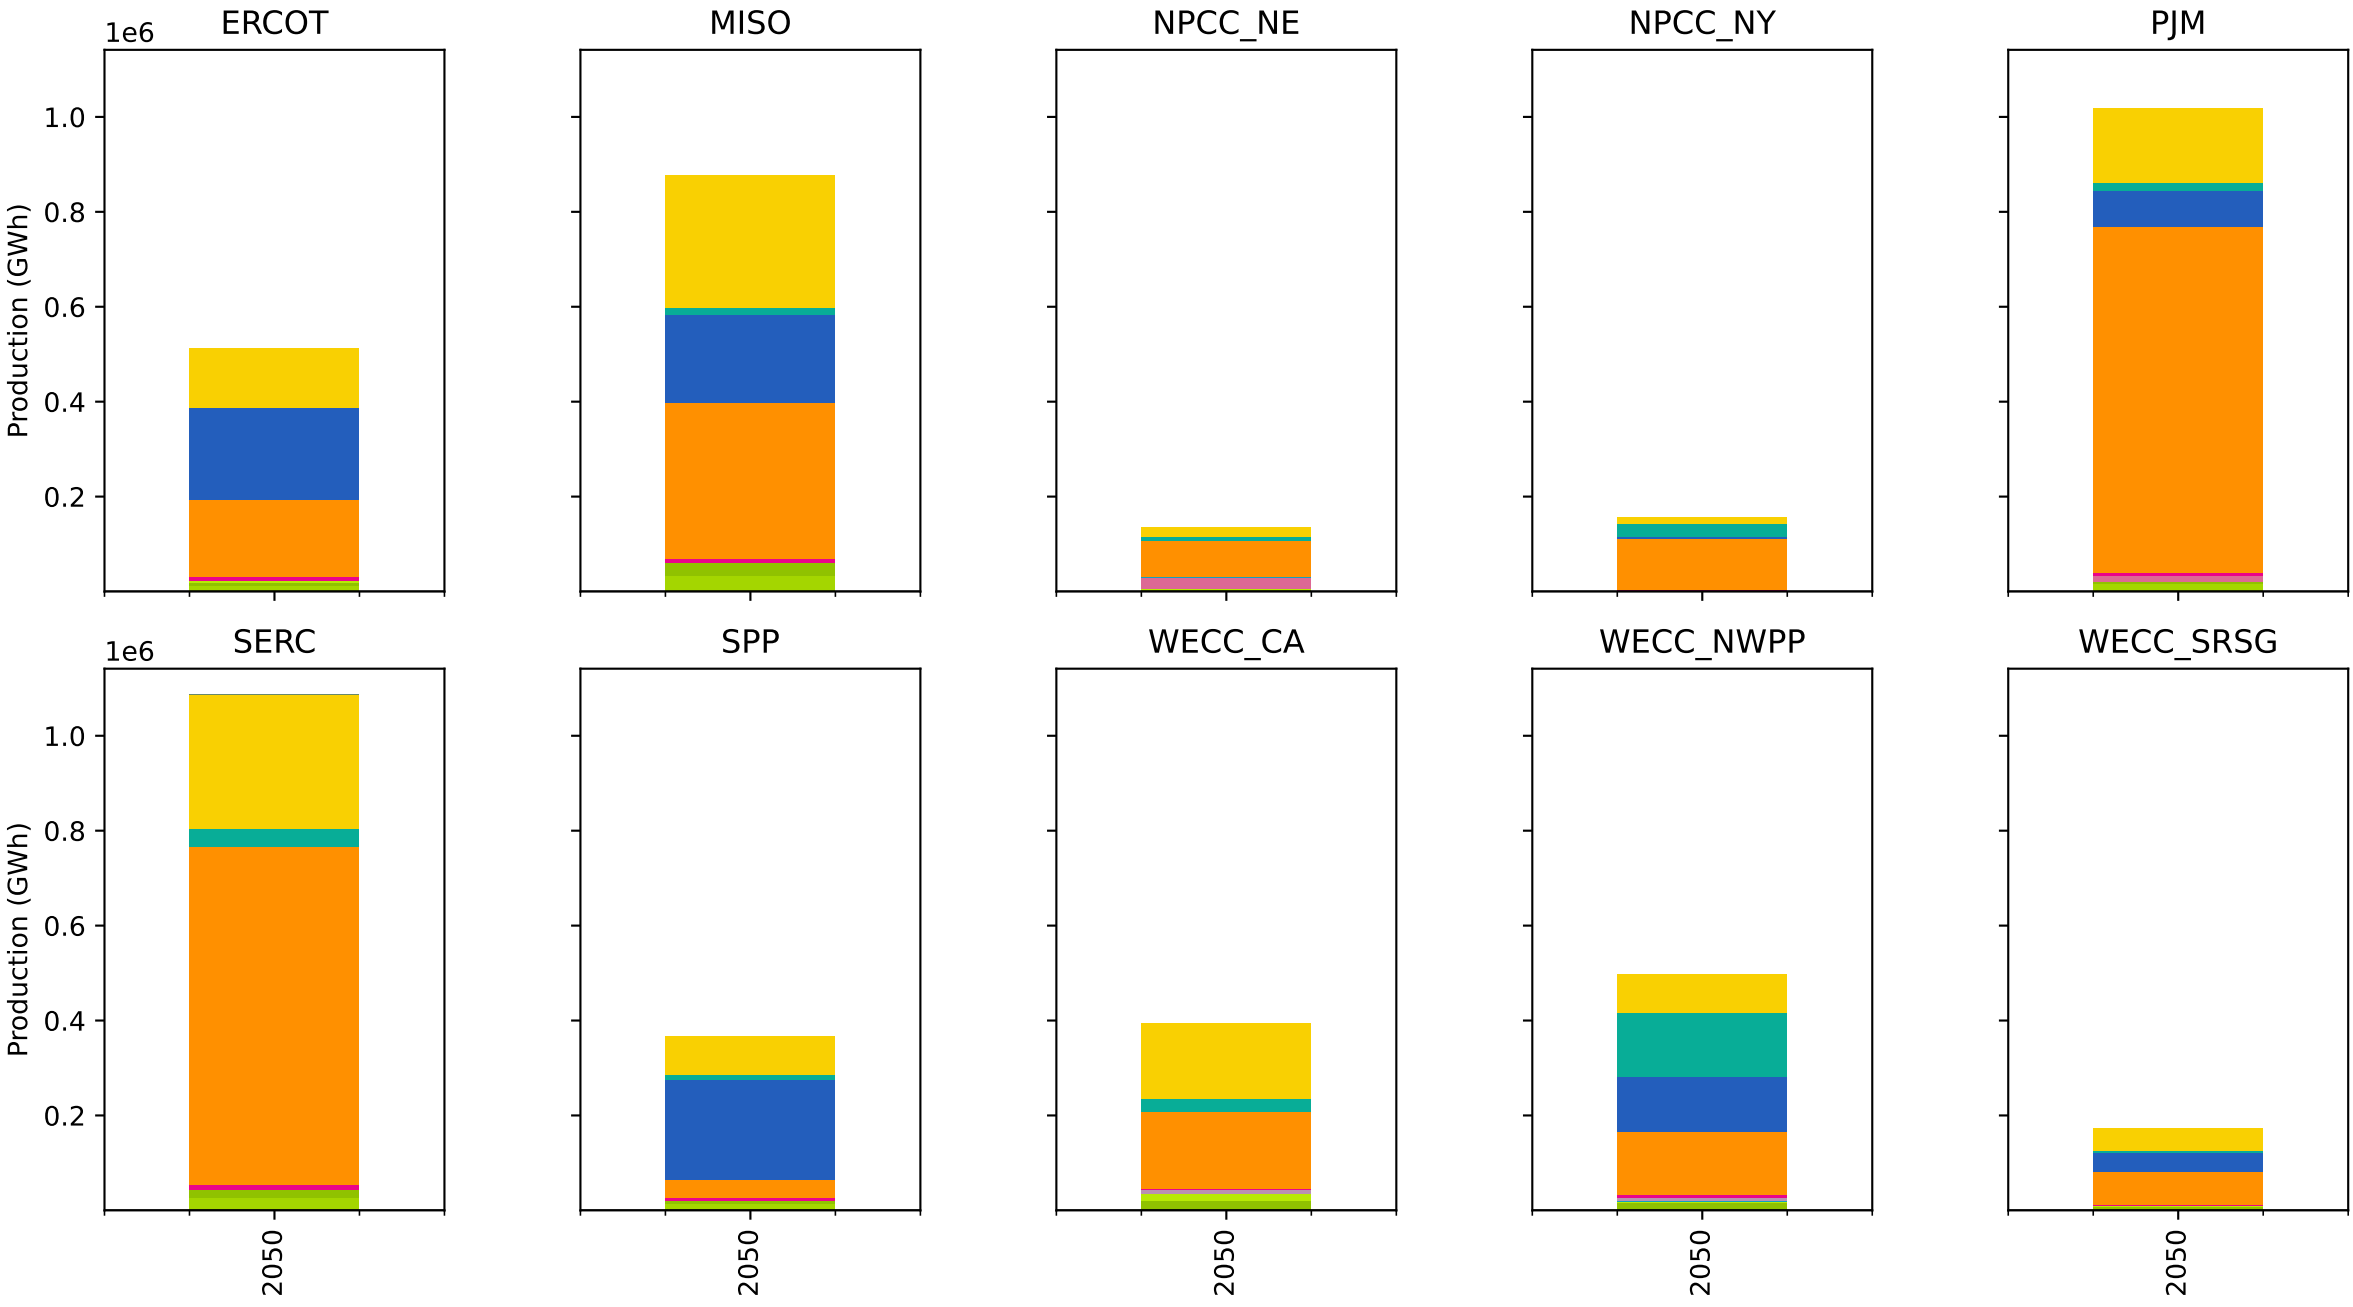 ERCOT
MISO
NPCC_NE
NPCC_NY
PJM
1e6
1.0
0.8
0.6
0.4
0.2
Production (GWh)
SERC
SPP
WECC_CA
WECC_NWPP
WECC_SRSG
1e6
1.0
0.8
0.6
0.4
0.2
Production (GWh)
2050
2050
2050
2050
2050